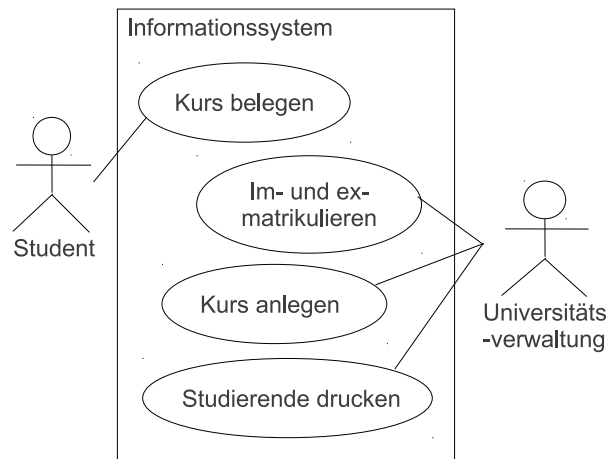 Informationssystem
Kurs belegen
Student
Im- und ex-
matrikulieren
Kurs anlegen
Studierende drucken
Universitäts
-verwaltung